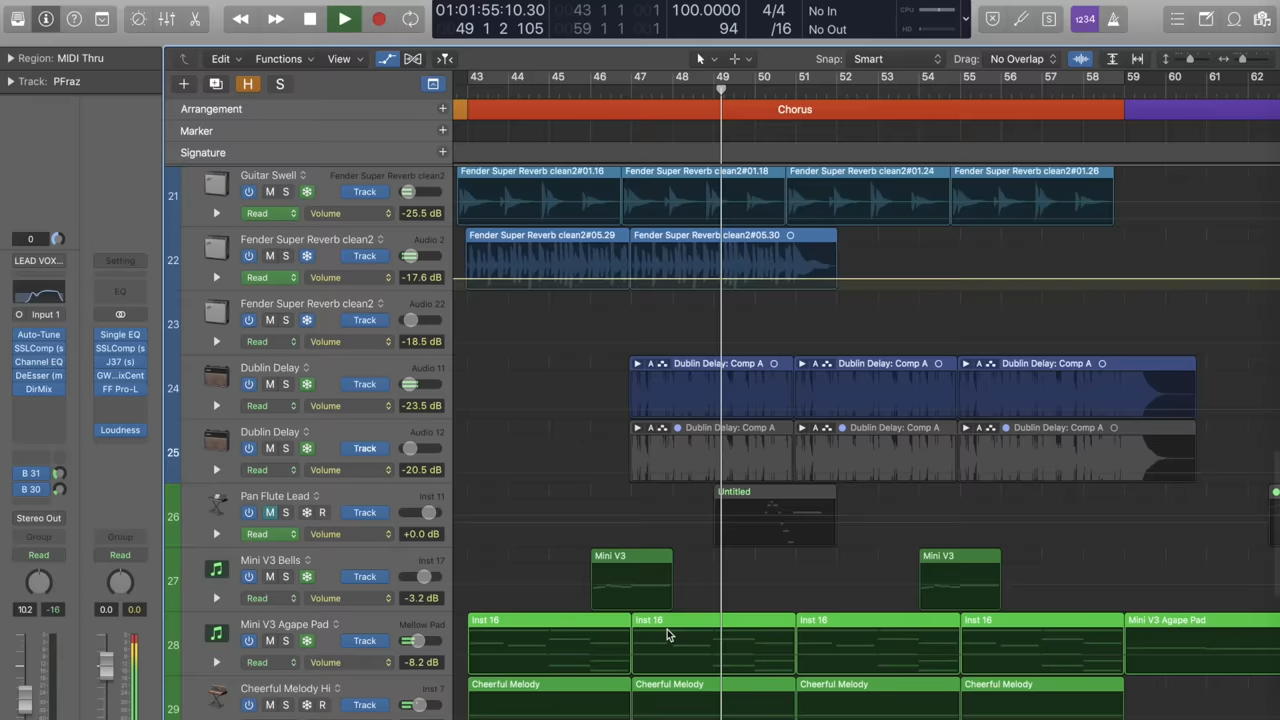 01:01:55:10.30 43 1 1 100.0000 4/4 No In CPU
49 1 2 105 59 1 1 94 /16 No Out
1234
Region: MIDI Thru
Track: PFraz
Edit Functions View Snap: Smart Drag: No Overlap
H S
43 44 45 46 47 48 49 50 51 52 53 54 55 56 57 58 59 60 61 62
Arrangement
Chorus
Marker
Signature
21 Guitar Swell Fender Super Reverb clean2
M S Track
Read Volume -25.5 dB
Fender Super Reverb clean2#01.16 Fender Super Reverb clean2#01.18 Fender Super Reverb clean2#01.24 Fender Super Reverb clean2#01.26
22 Fender Super Reverb clean2 Audio 2
M S Track
Read Volume -17.6 dB
Fender Super Reverb clean2#05.29 Fender Super Reverb clean2#05.30
23 Fender Super Reverb clean2 Audio 22
M S Track
Read Volume -18.5 dB
24 Dublin Delay Audio 11
M S Track
Read Volume -23.5 dB
A Dublin Delay: Comp A A Dublin Delay: Comp A A Dublin Delay: Comp A
25 Dublin Delay Audio 12
M S Track
Read Volume -20.5 dB
A Dublin Delay: Comp A A Dublin Delay: Comp A A Dublin Delay: Comp A
26 Pan Flute Lead Inst 11
M S R Track
Read Volume +0.0 dB
Untitled
27 Mini V3 Bells Inst 17
M S Track
Read Volume -3.2 dB
Mini V3 Mini V3
28 Mini V3 Agape Pad Mellow Pad
M S Track
Read Volume -8.2 dB
Inst 16 Inst 16 Inst 16 Inst 16 Mini V3 Agape Pad
29 Cheerful Melody Hi Inst 7
M S R Track
Cheerful Melody Cheerful Melody Cheerful Melody Cheerful Melody
0
LEAD VOX... Setting
EQ
Input 1
Auto-Tune Single EQ
SSLComp (s SSLComp (s
Channel EQ J37 (s)
DeEsser (m GW...ixCent
DirMix FF Pro-L
Loudness
B 31
B 30
Stereo Out
Group Group
Read Read
10.2 -16 0.0 0.0